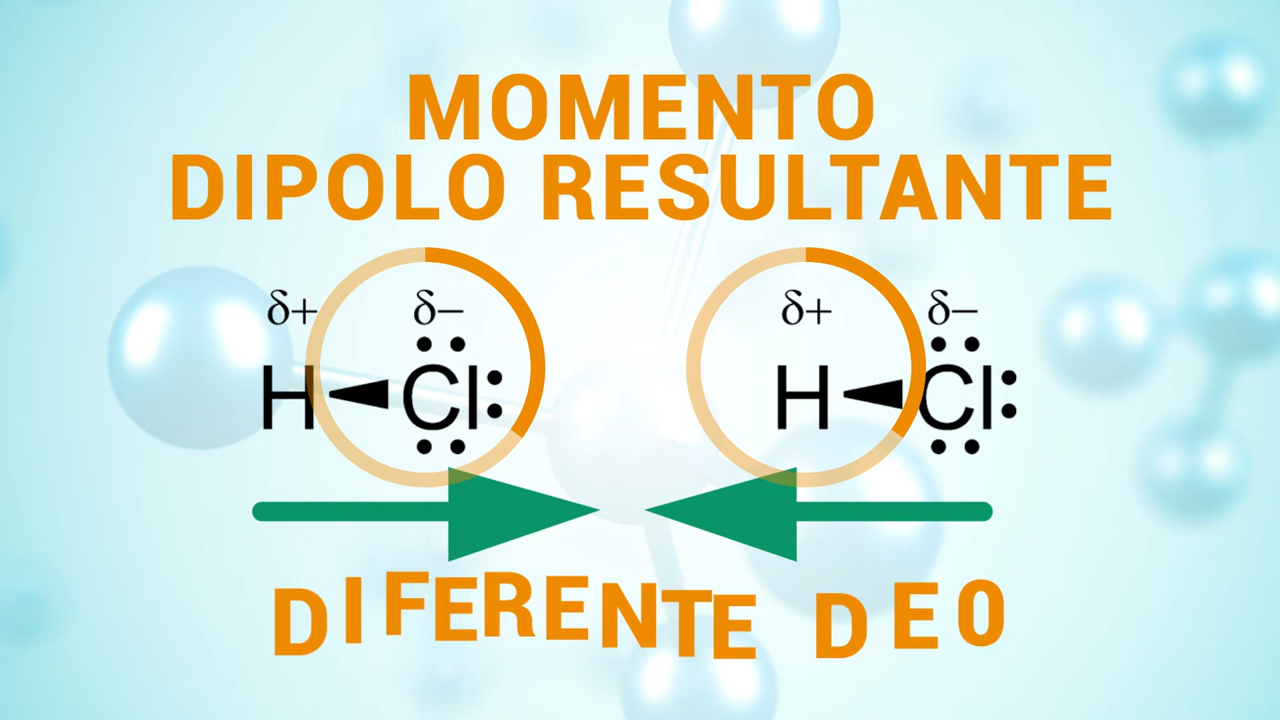 MOMENTO
DIPOLO RESULTANTE
δ+ δ− δ+ δ−
H Cl H Cl
DIFERENTE DE 0